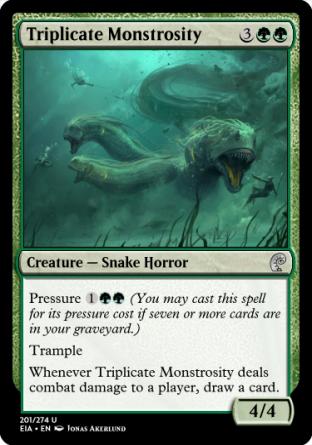 Triplicate Monstrosity 3
Creature — Snake Horror
Pressure 1 (You may cast this spell
for its pressure cost if seven or more cards are
in your graveyard.)
Trample
Whenever Triplicate Monstrosity deals
combat damage to a player, draw a card.
4/4
201/274 U
EIA • EN Jonas Akerlund